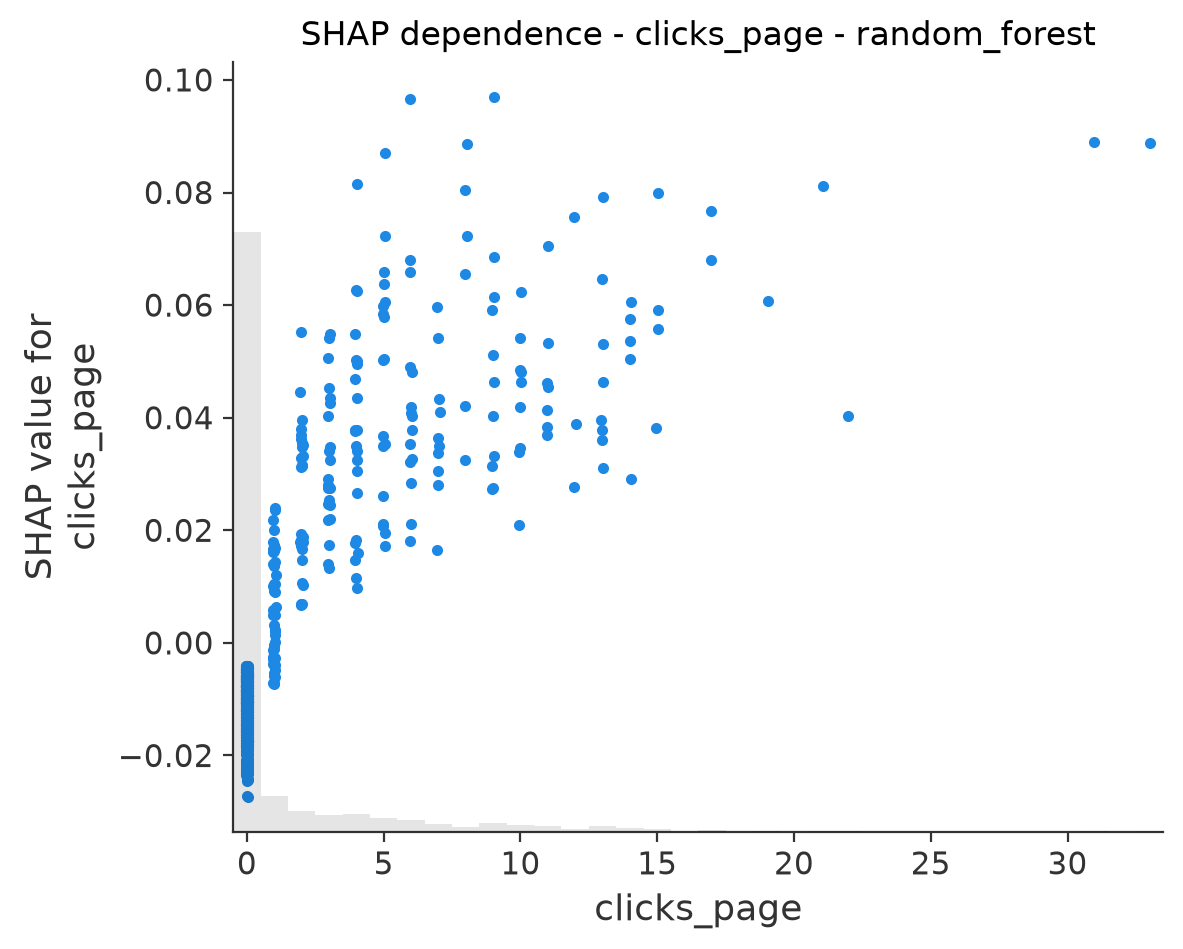 SHAP dependence - clicks_page - random_forest
0.10
0.08
0.06
0.04
0.02
0.00
−0.02
SHAP value for
clicks_page
0 5 10 15 20 25 30
clicks_page